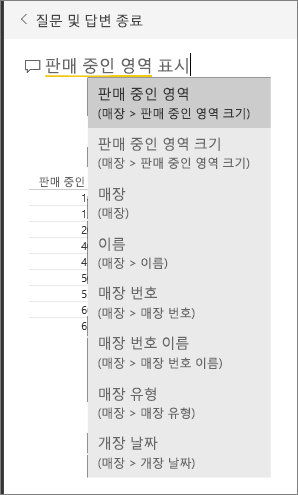 질문 및 답변 종료
판매 중인 영역 표시
판매 중인 영역
(매장 > 판매 중인 영역 크기)
판매 중인 영역 크기
(매장 > 판매 중인 영역 크기)
매장
(매장)
이름
(매장 > 이름)
매장 번호
(매장 > 매장 번호)
매장 번호 이름
(매장 > 매장 번호 이름)
매장 유형
(매장 > 매장 유형)
개장 날짜
(매장 > 개장 날짜)
판매 중인
1
1
2
4
4
5
5
6
6